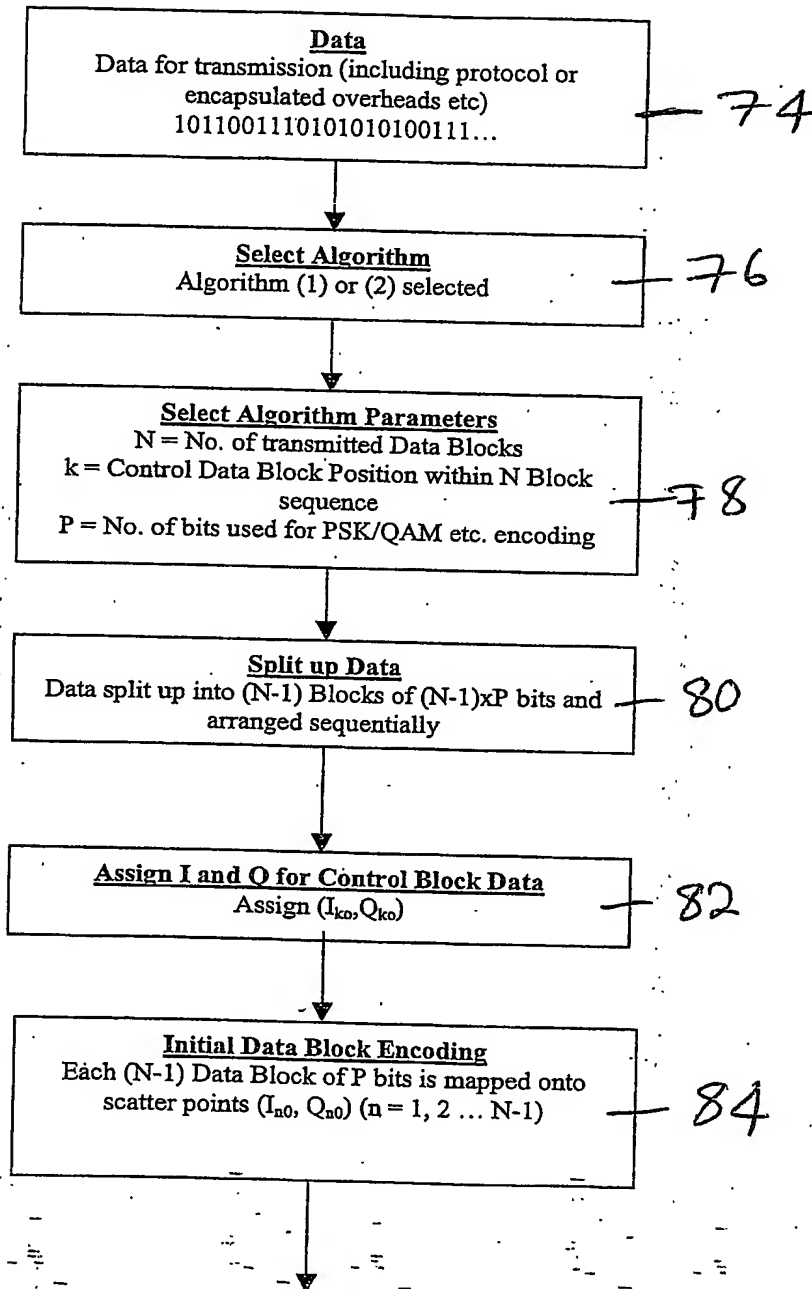 Data
Data for transmission (including protocol or
encapsulated overheads etc)
1011001110101010100111...
74
Select Algorithm
Algorithm (1) or (2) selected
76
Select Algorithm Parameters
N = No. of transmitted Data Blocks
k = Control Data Block Position within N Block
sequence
P = No. of bits used for PSK/QAM etc. encoding
78
Split up Data
Data split up into (N-1) Blocks of (N-1)xP bits and
arranged sequentially
80
Assign I and Q for Control Block Data
Assign (Iko,Qko)
82
Initial Data Block Encoding
Each (N-1) Data Block of P bits is mapped onto
scatter points (In0, Qn0) (n = 1, 2 ... N-1)
84